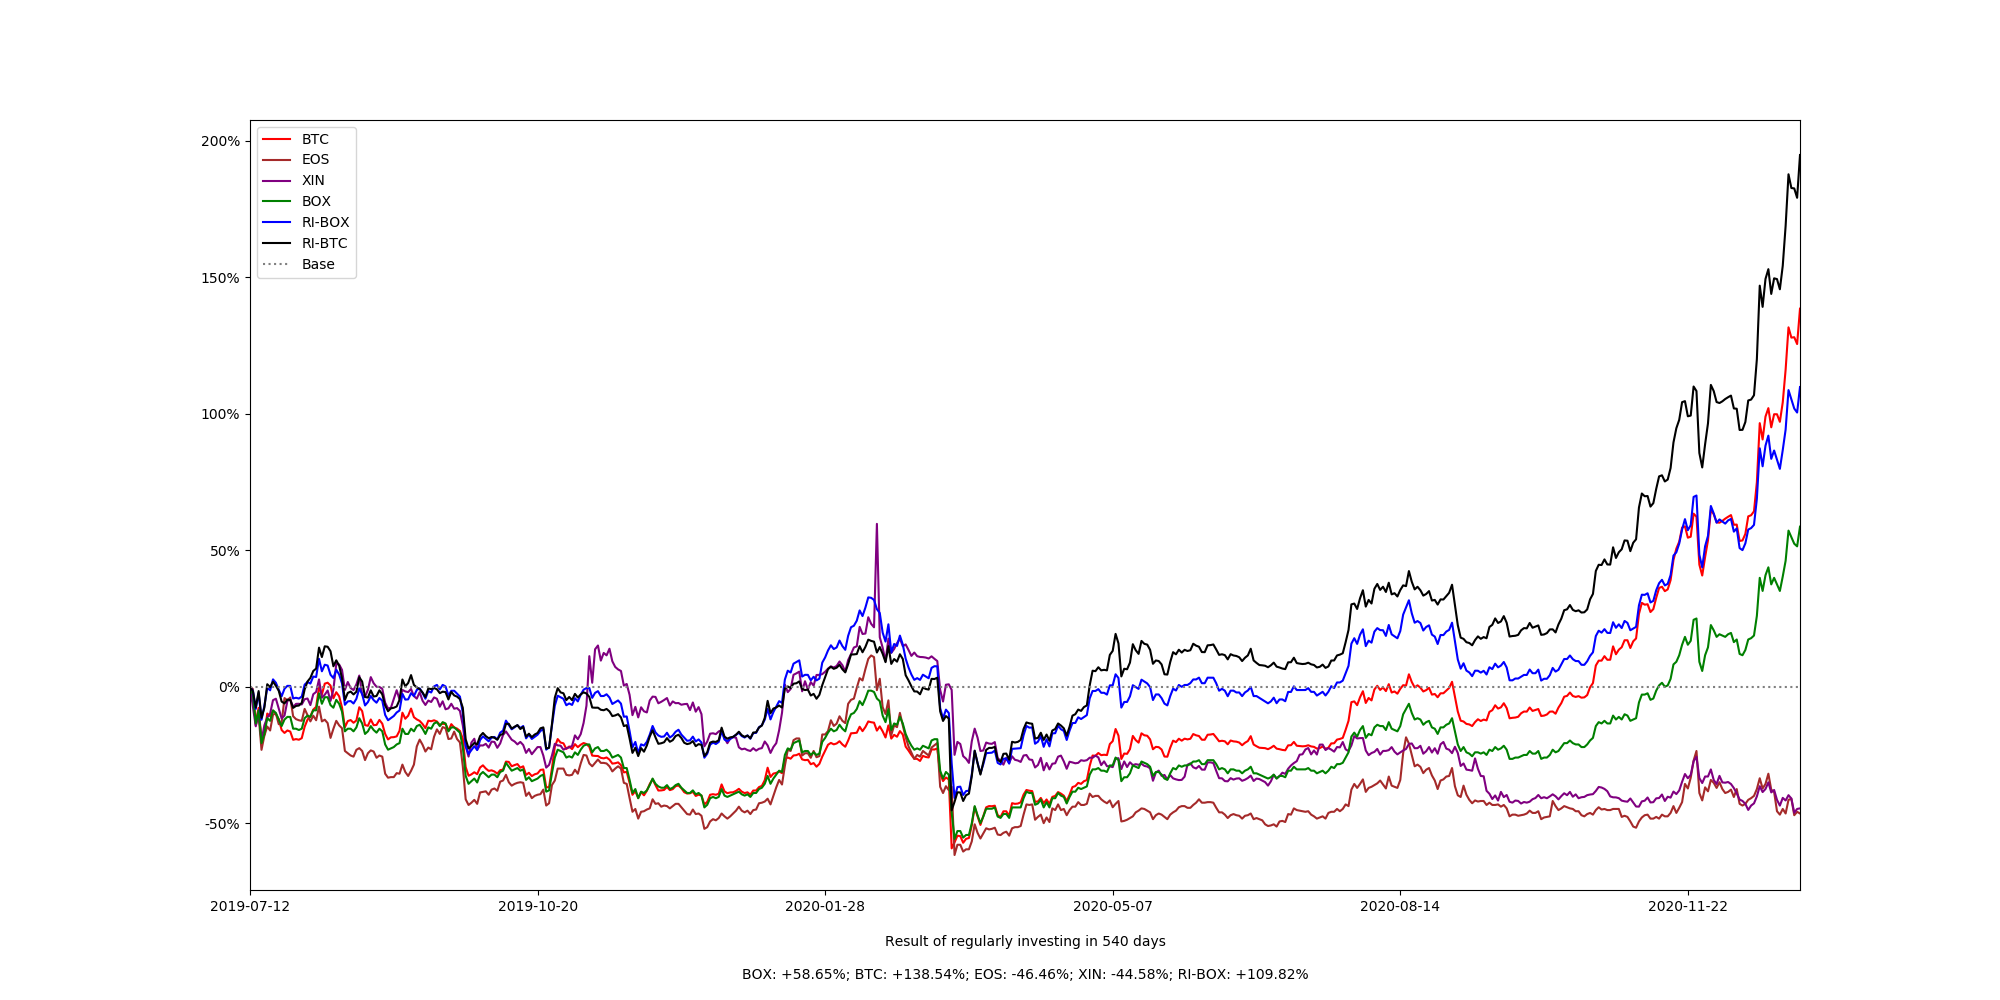 200%
150%
100%
50%
0%
-50%
BTC
EOS
XIN
BOX
RI-BOX
RI-BTC
Base
2019-07-12 2019-10-20 2020-01-28 2020-05-07 2020-08-14 2020-11-22
Result of regularly investing in 540 days
BOX: +58.65%; BTC: +138.54%; EOS: -46.46%; XIN: -44.58%; RI-BOX: +109.82%